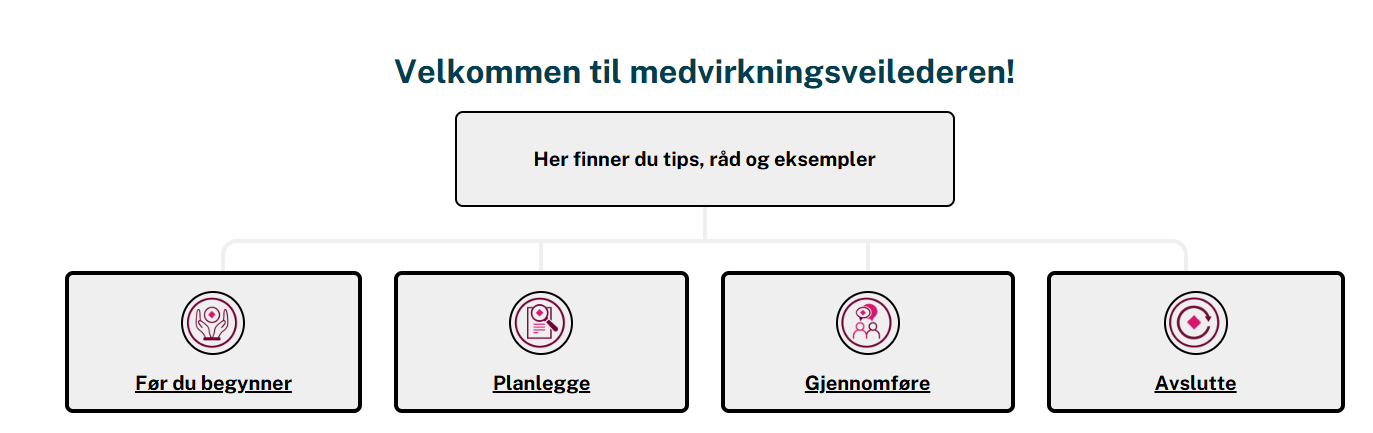 Velkommen til medvirkningsveilederen!
Her finner du tips, råd og eksempler
Før du begynner
Planlegge
Gjennomføre
Avslutte